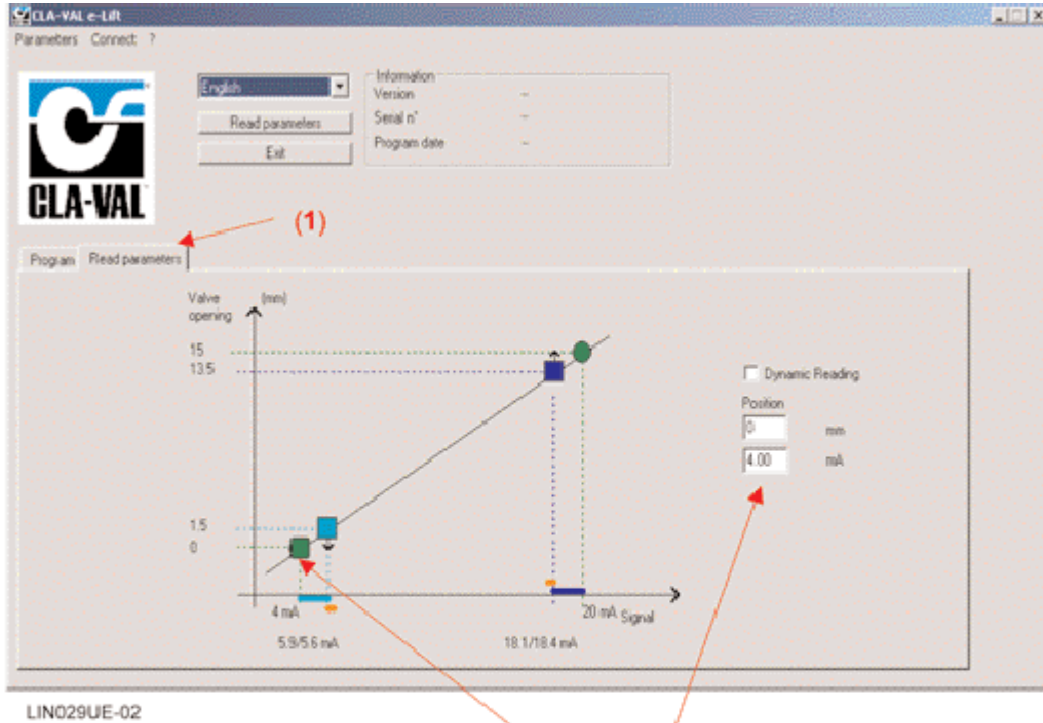 CLA-VAL e-Lift
Parameters Connect ?
English
Read parameters
Exit
Information
Version --
Serial n° --
Program date --
CLA-VAL
(1)
Program Read parameters
Valve opening (mm)
15
13.5
1.5
0
4 mA
20 mA Signal
5.9/5.6 mA
18.1/18.4 mA
Dynamic Reading
Position
0 mm
4.00 mA
LIN029UE-02